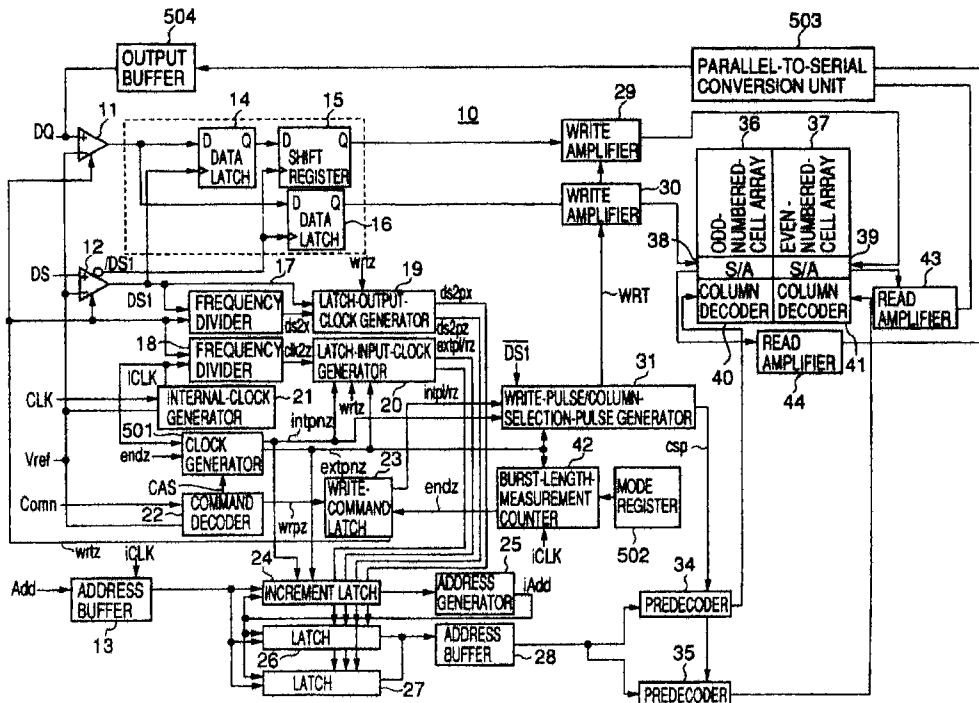 504
503
OUTPUT
BUFFER
PARALLEL-TO-SERIAL
CONVERSION UNIT
11
14
15
10
29
DQ
D
Q
DATA
LATCH
D
Q
SHIFT
REGISTER
WRITE
AMPLIFIER
36
37
ODD-
NUMBERED-
CELL ARRAY
EVEN-
NUMBERED-
CELL ARRAY
D
Q
DATA
LATCH
16
WRITE
AMPLIFIER
30
38
39
S/A
S/A
COLUMN
DECODER
COLUMN
DECODER
40
41
43
READ
AMPLIFIER
READ
AMPLIFIER
44
12
/DS1
DS
DS1
17
wrtz
19
FREQUENCY
DIVIDER
ds2x
LATCH-OUTPUT-
CLOCK GENERATOR
ds2px
ds2pz
WRT
18
FREQUENCY
DIVIDER
clk2z
LATCH-INPUT-CLOCK
GENERATOR
extpl/rz
20
iCLK
CLK
INTERNAL-CLOCK
GENERATOR
21
wrtz
intpl/rz
DS1
31
WRITE-PULSE/COLUMN-
SELECTION-PULSE GENERATOR
501
CLOCK
GENERATOR
intpnz
endz
Vref
extpnz
23
CAS
Comn
COMMAND
DECODER
22
wrpz
WRITE-
COMMAND
LATCH
endz
42
BURST-LENGTH-
MEASUREMENT
COUNTER
MODE
REGISTER
502
csp
iCLK
wrtz
iCLK
24
25
Add
ADDRESS
BUFFER
13
INCREMENT LATCH
ADDRESS
GENERATOR
iAdd
34
PREDECODER
LATCH
26
ADDRESS
BUFFER
28
LATCH
27
35
PREDECODER